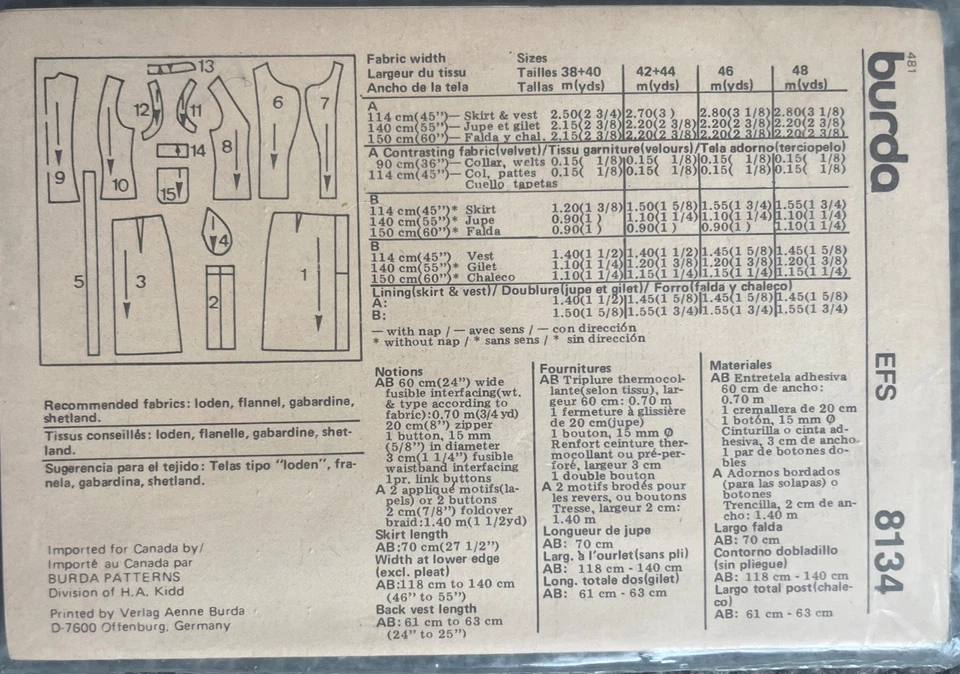 13
12
11
6
7
8
9
10
14
15
4
5
3
2
1
Recommended fabrics: loden, flannel, gabardine,
shetland.
Tissus conseillés: loden, flanelle, gabardine, shet-
land.
Sugerencia para el tejido: Telas tipo "loden", fra-
nela, gabardina, shetland.
Imported for Canada by/
Importé au Canada par
BURDA PATTERNS
Division of H.A. Kidd
Printed by Verlag Aenne Burda
D-7600 Offenburg, Germany
Fabric width Sizes
Largeur du tissu Tailles 38+40 42+44 46 48
Ancho de la tela Tallas m(yds) m(yds) m(yds) m(yds)
A
114 cm(45")— Skirt & vest 2.50(2 3/4) 2.70(3 ) 2.80(3 1/8) 2.80(3 1/8)
140 cm(55")— Jupe et gilet 2.15(2 3/8) 2.20(2 3/8) 2.20(2 3/8) 2.20(2 3/8)
150 cm(60")— Falda y chal. 2.15(2 3/8) 2.20(2 3/8) 2.20(2 3/8) 2.20(2 3/8)
A Contrasting fabric(velvet)/Tissu garniture(velours)/Tela adorno(terciopelo)
90 cm(36")— Collar, welts 0.15( 1/8) 0.15( 1/8) 0.15( 1/8) 0.15( 1/8)
114 cm(45")— Col, pattes 0.15( 1/8) 0.15( 1/8) 0.15( 1/8) 0.15( 1/8)
Cuello tapetas
B
114 cm(45")* Skirt 1.20(1 3/8) 1.50(1 5/8) 1.55(1 3/4) 1.55(1 3/4)
140 cm(55")* Jupe 0.90(1 ) 1.10(1 1/4) 1.10(1 1/4) 1.10(1 1/4)
150 cm(60")* Falda 0.90(1 ) 0.90(1 ) 0.90(1 ) 1.10(1 1/4)
B
114 cm(45") Vest 1.40(1 1/2) 1.40(1 1/2) 1.45(1 5/8) 1.45(1 5/8)
140 cm(55")* Gilet 1.10(1 1/4) 1.20(1 3/8) 1.20(1 3/8) 1.20(1 3/8)
150 cm(60")* Chaleco 1.10(1 1/4) 1.15(1 1/4) 1.15(1 1/4) 1.15(1 1/4)
Lining(skirt & vest)/ Doublure(jupe et gilet)/ Forro(falda y chaleco)
A: 1.40(1 1/2) 1.45(1 5/8) 1.45(1 5/8) 1.45(1 5/8)
B: 1.50(1 5/8) 1.55(1 3/4) 1.55(1 3/4) 1.55(1 3/4)
— with nap / — avec sens / — con dirección
* without nap / * sans sens / * sin dirección
Notions
AB 60 cm(24") wide
fusible interfacing(wt.
& type according to
fabric):0.70 m(3/4 yd)
20 cm(8") zipper
1 button, 15 mm
(5/8") in diameter
3 cm(1 1/4") fusible
waistband interfacing
1pr. link buttons
A 2 appliqué motifs(la-
pels) or 2 buttons
2 cm(7/8") foldover
braid:1.40 m(1 1/2yd)
Skirt length
AB:70 cm(27 1/2")
Width at lower edge
(excl. pleat)
AB:118 cm to 140 cm
(46" to 55")
Back vest length
AB:61 cm to 63 cm
(24" to 25")
Fournitures
AB Triplure thermocol-
lante(selon tissu), lar-
geur 60 cm: 0.70 m
1 fermeture à glissière
de 20 cm(jupe)
1 bouton, 15 mm Ø
Renfort ceinture ther-
mocollant ou pré-per-
foré, largeur 3 cm
1 double bouton
A 2 motifs brodés pour
les revers, ou boutons
Tresse, largeur 2 cm:
1.40 m
Longueur de jupe
AB: 70 cm
Larg. à l'ourlet(sans pli)
AB: 118 cm - 140 cm
Long. totale dos(gilet)
AB: 61 cm - 63 cm
Materiales
AB Entretela adhesiva
60 cm de ancho:
0.70 m
1 cremallera de 20 cm
1 botón, 15 mm Ø
Cinturilla o cinta ad-
hesiva, 3 cm de ancho
1 par de botones do-
bles
A Adornos bordados
(para las solapas) o
botones
Trencilla, 2 cm de an-
cho: 1.40 m
Largo falda
AB: 70 cm
Contorno dobladillo
(sin pliegue)
AB: 118 cm - 140 cm
Largo total post(chale-
co)
AB: 61 cm - 63 cm
481
burda
EFS
8134